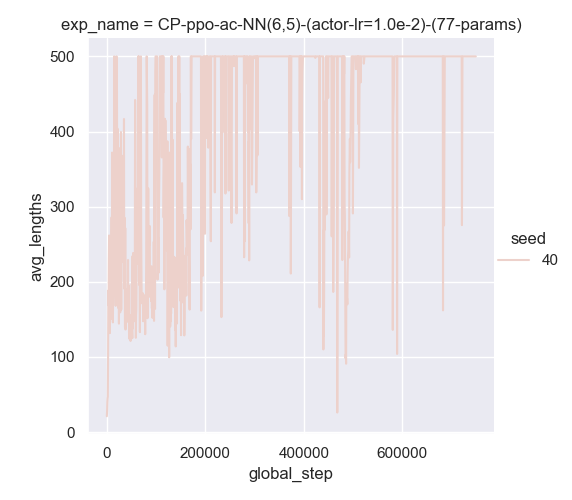 exp_name = CP-ppo-ac-NN(6,5)-(actor-lr=1.0e-2)-(77-params)
500
400
300
200
100
0
avg_lengths
0 200000 400000 600000
global_step
seed
40